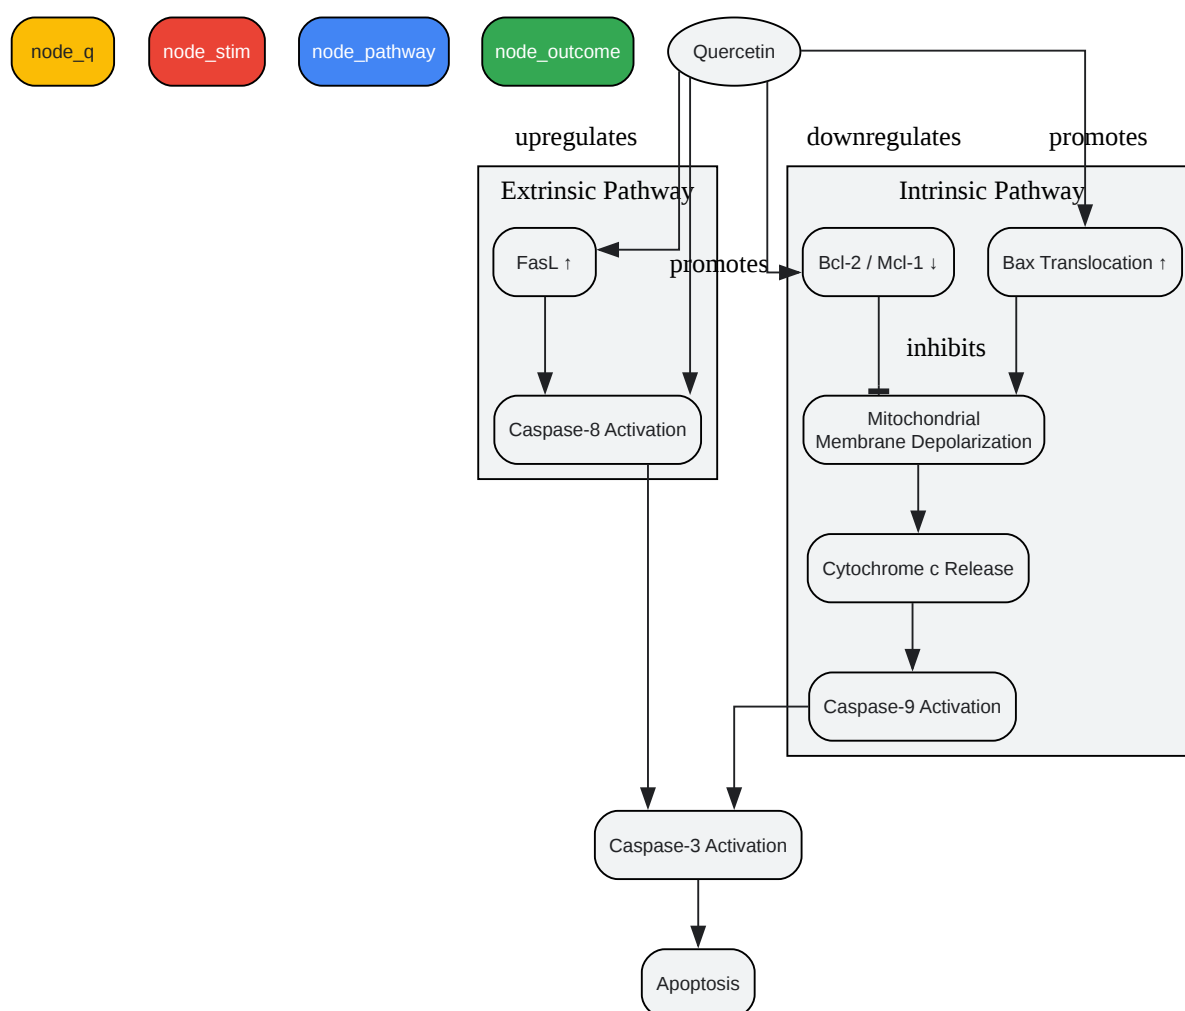 node_q
node_stim
node_pathway
node_outcome
Quercetin
upregulates
downregulates
promotes
Extrinsic Pathway
Intrinsic Pathway
FasL ↑
promotes
Bcl-2 / Mcl-1 ↓
Bax Translocation ↑
inhibits
Caspase-8 Activation
Mitochondrial
Membrane Depolarization
Cytochrome c Release
Caspase-9 Activation
Caspase-3 Activation
Apoptosis